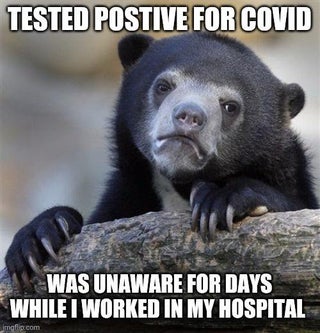 TESTED POSTIVE FOR COVID
WAS UNAWARE FOR DAYS
WHILE I WORKED IN MY HOSPITAL
imgflip.com